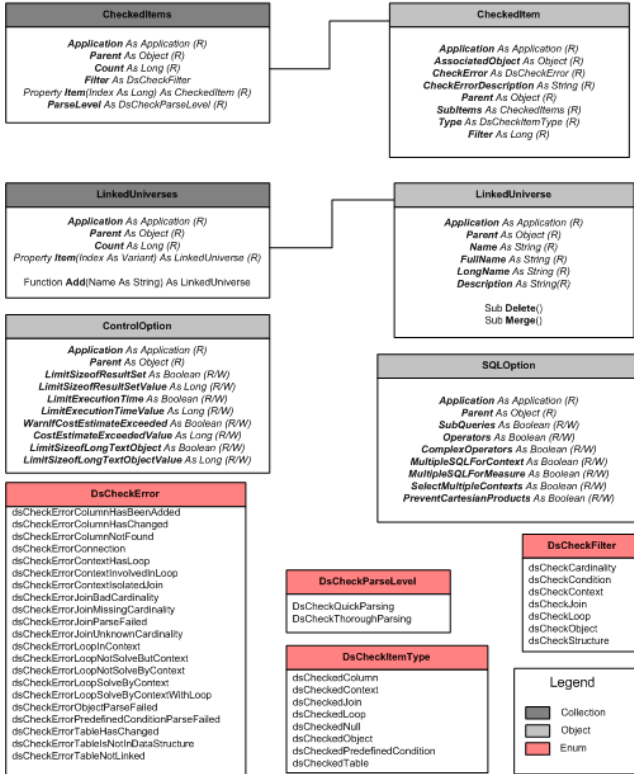 CheckedItems
Application As Application (R)
Parent As Object (R)
Count As Long (R)
Filter As DsCheckFilter
Property Item(Index As Long) As CheckedItem (R)
ParseLevel As DsCheckParseLevel (R)
CheckedItem
Application As Application (R)
AssociatedObject As Object (R)
CheckError As DsCheckError (R)
CheckErrorDescription As String (R)
Parent As Object (R)
SubItems As CheckedItems (R)
Type As DsCheckItemType (R)
Filter As Long (R)
LinkedUniverses
Application As Application (R)
Parent As Object (R)
Count As Long (R)
Property Item(Index As Variant) As LinkedUniverse (R)
Function Add(Name As String) As LinkedUniverse
LinkedUniverse
Application As Application (R)
Parent As Object (R)
Name As String (R)
FullName As String (R)
LongName As String (R)
Description As String(R)
Sub Delete()
Sub Merge()
ControlOption
Application As Application (R)
Parent As Object (R)
LimitSizeofResultSet As Boolean (R/W)
LimitSizeofResultSetValue As Long (R/W)
LimitExecutionTime As Boolean (R/W)
LimitExecutionTimeValue As Long (R/W)
WarnIfCostEstimateExceeded As Boolean (R/W)
CostEstimateExceededValue As Long (R/W)
LimitSizeofLongTextObject As Boolean (R/W)
LimitSizeofLongTextObjectValue As Long (R/W)
SQLOption
Application As Application (R)
Parent As Object (R)
SubQueries As Boolean (R/W)
Operators As Boolean (R/W)
ComplexOperators As Boolean (R/W)
MultipleSQLForContext As Boolean (R/W)
MultipleSQLForMeasure As Boolean (R/W)
SelectMultipleContexts As Boolean (R/W)
PreventCartesianProducts As Boolean (R/W)
DsCheckError
dsCheckErrorColumnHasBeenAdded
dsCheckErrorColumnHasChanged
dsCheckErrorColumnNotFound
dsCheckErrorConnection
dsCheckErrorContextHasLoop
dsCheckErrorContextInvolvedInLoop
dsCheckErrorContextIsolatedJoin
dsCheckErrorJoinBadCardinality
dsCheckErrorJoinMissingCardinality
dsCheckErrorJoinParseFailed
dsCheckErrorJoinUnknownCardinality
dsCheckErrorLoopInContext
dsCheckErrorLoopNotSolveButContext
dsCheckErrorLoopNotSolveByContext
dsCheckErrorLoopSolveByContext
dsCheckErrorLoopSolveByContextWithLoop
dsCheckErrorObjectParseFailed
dsCheckErrorPredefinedConditionParseFailed
dsCheckErrorTableHasChanged
dsCheckErrorTableIsNotInDataStructure
dsCheckErrorTableNotLinked
DsCheckParseLevel
DsCheckQuickParsing
DsCheckThoroughParsing
DsCheckItemType
dsCheckedColumn
dsCheckedContext
dsCheckedJoin
dsCheckedLoop
dsCheckedNull
dsCheckedObject
dsCheckedPredefinedCondition
dsCheckedTable
DsCheckFilter
dsCheckCardinality
dsCheckCondition
dsCheckContext
dsCheckJoin
dsCheckLoop
dsCheckObject
dsCheckStructure
Legend
Collection
Object
Enum